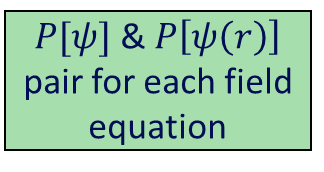 P[ψ] & P[ψ(r)]
pair for each field
equation